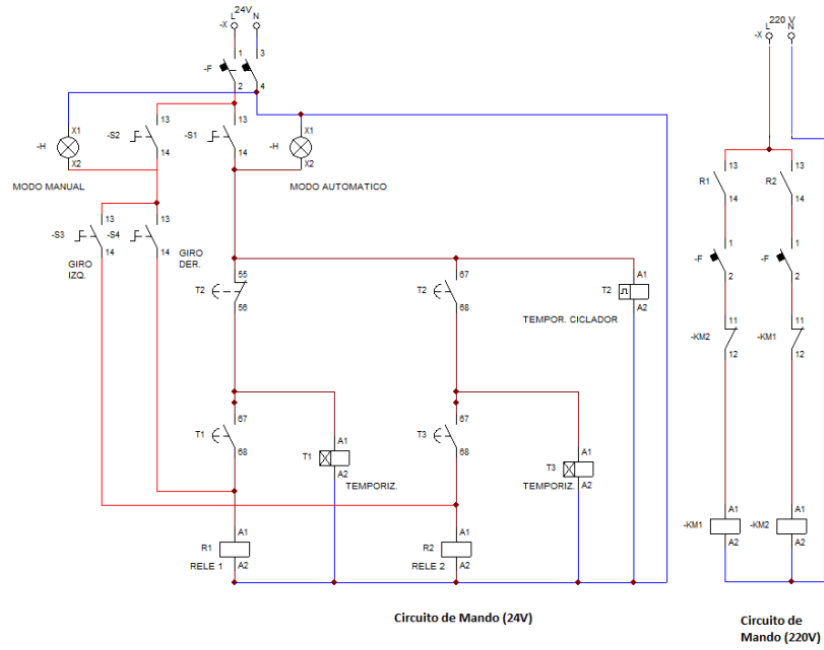 24V
L N
-X
1 3
-F
2 4
X1
-H
X2
MODO MANUAL
13
-S2
14
13
-S1
14
X1
-H
X2
MODO AUTOMATICO
13
-S3
14
GIRO
IZQ.
13
-S4
14
GIRO
DER.
55
T2
56
67
T2
68
A1
T2
A2
TEMPOR. CICLADOR
67
T1
68
A1
T1
A2
TEMPORIZ.
67
T3
68
A1
T3
A2
TEMPORIZ.
A1
R1
A2
RELE 1
A1
R2
A2
RELE 2
Circuito de Mando (24V)
220 V
L N
-X
13
R1
14
13
R2
14
1
-F
2
1
-F
2
11
-KM2
12
11
-KM1
12
A1
-KM1
A2
A1
-KM2
A2
Circuito de
Mando (220V)